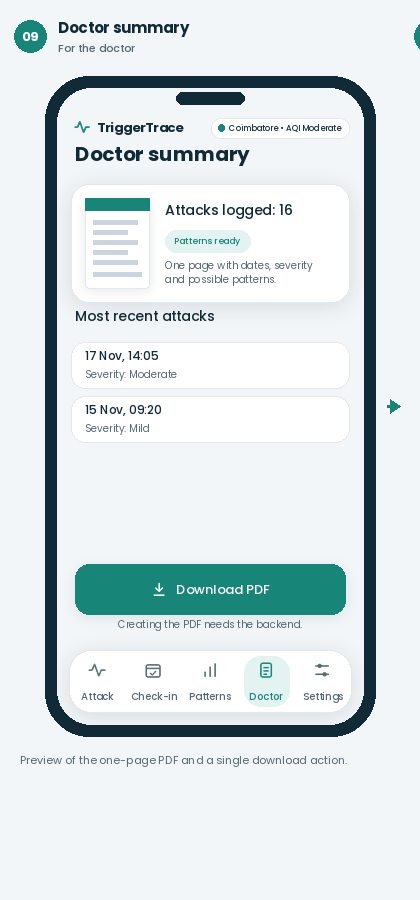 09
Doctor summary
For the doctor
TriggerTrace
Coimbatore • AQI Moderate
Doctor summary
Attacks logged: 16
Patterns ready
One page with dates, severity
and possible patterns.
Most recent attacks
17 Nov, 14:05
Severity: Moderate
15 Nov, 09:20
Severity: Mild
Download PDF
Creating the PDF needs the backend.
Attack Check-in Patterns Doctor Settings
Preview of the one-page PDF and a single download action.